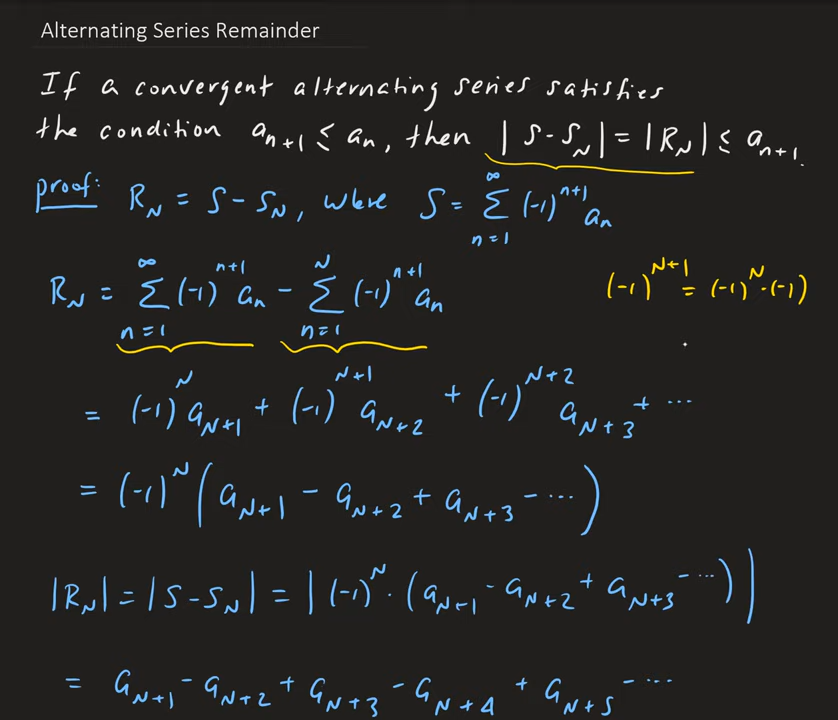 Alternating Series Remainder
If a convergent alternating series satisfies
the condition a_{n+1} ≤ a_n, then |S - S_N| = |R_N| ≤ a_{n+1}.
proof: R_N = S - S_N, where S = ∑_{n=1}^{∞} (-1)^{n+1} a_n
R_N = ∑_{n=1}^{∞} (-1)^{n+1} a_n - ∑_{n=1}^{N} (-1)^{n+1} a_n
(-1)^{N+1} = (-1)^N · (-1)
= (-1)^N a_{N+1} + (-1)^{N+1} a_{N+2} + (-1)^{N+2} a_{N+3} + ⋯
= (-1)^N (a_{N+1} - a_{N+2} + a_{N+3} - ⋯)
|R_N| = |S - S_N| = |(-1)^N · (a_{N+1} - a_{N+2} + a_{N+3} - ⋯)|
= a_{N+1} - a_{N+2} + a_{N+3} - a_{N+4} + a_{N+5} - ⋯